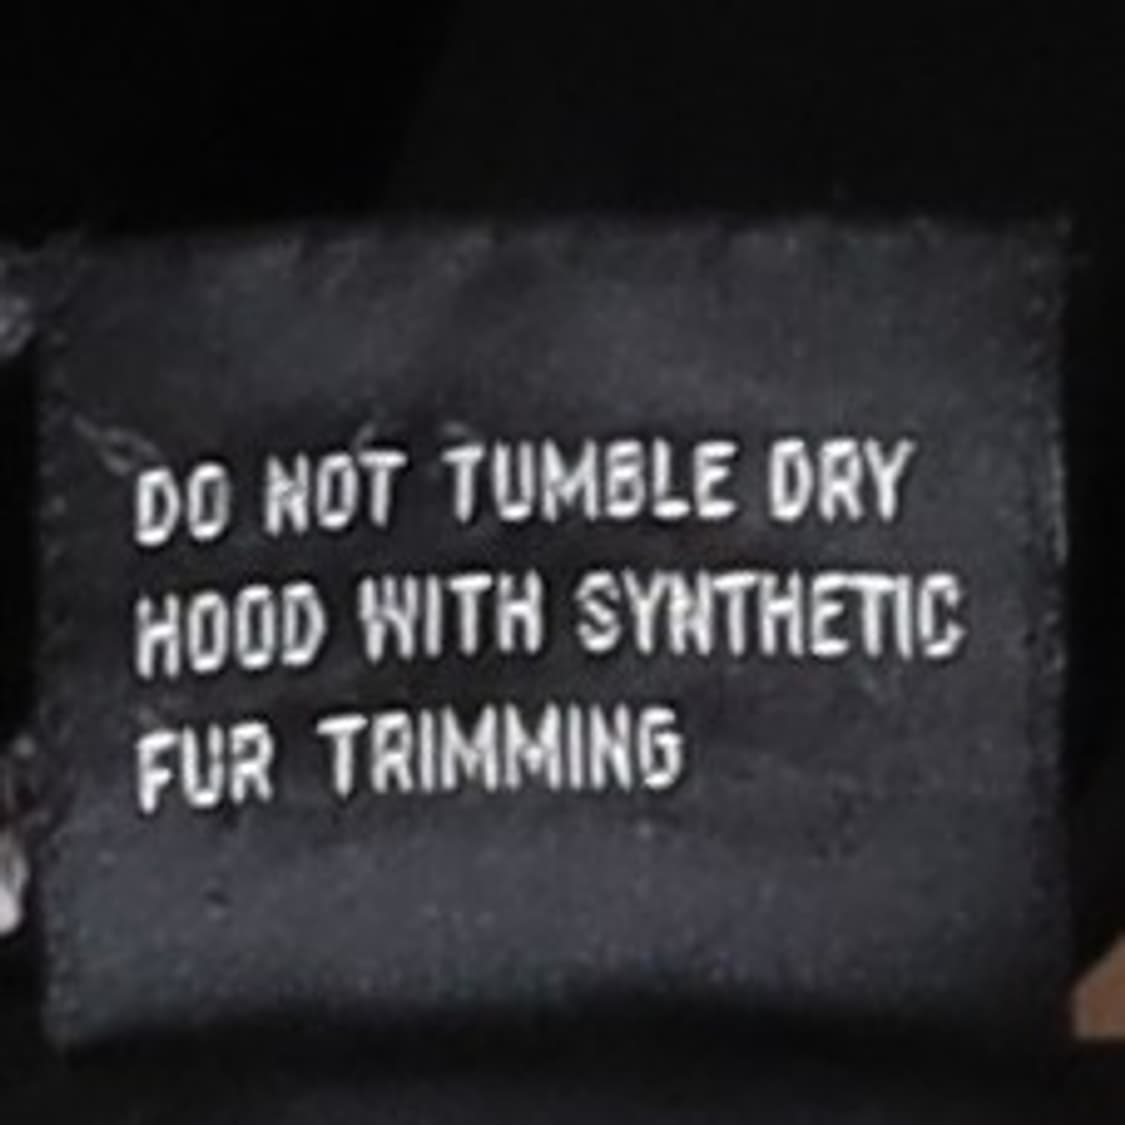 DO NOT TUMBLE DRY
HOOD WITH SYNTHETIC
FUR TRIMMING